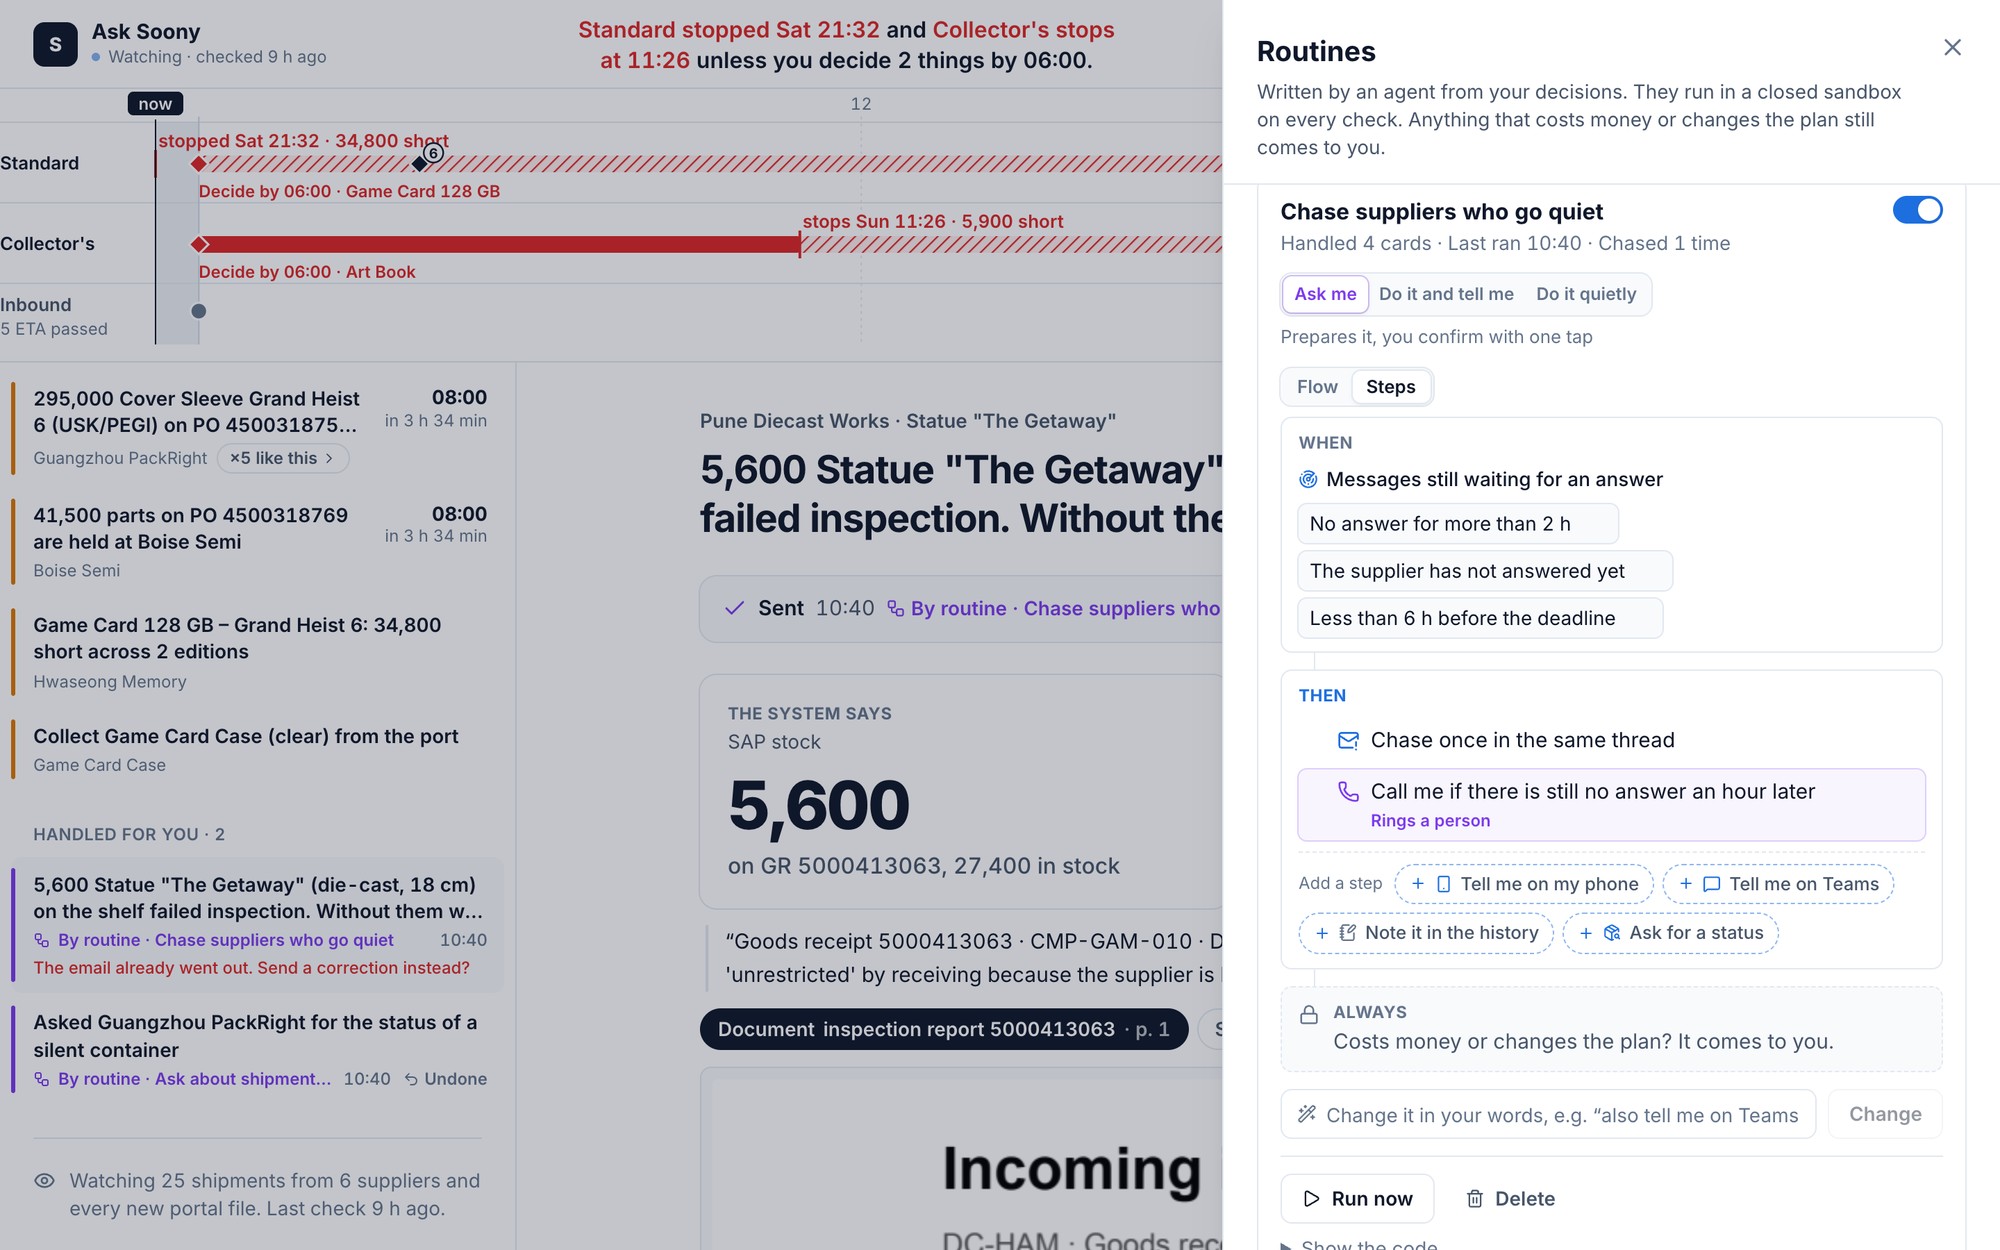 S
Ask Soony
Watching · checked 9 h ago
Standard stopped Sat 21:32 and Collector's stops
at 11:26 unless you decide 2 things by 06:00.
now
12
Standard
stopped Sat 21:32 · 34,800 short
6
Decide by 06:00 · Game Card 128 GB
Collector's
stops Sun 11:26 · 5,900 short
Decide by 06:00 · Art Book
Inbound
5 ETA passed
295,000 Cover Sleeve Grand Heist
6 (USK/PEGI) on PO 450031875...
08:00
in 3 h 34 min
Guangzhou PackRight
×5 like this
41,500 parts on PO 4500318769
are held at Boise Semi
08:00
in 3 h 34 min
Boise Semi
Game Card 128 GB – Grand Heist 6: 34,800
short across 2 editions
Hwaseong Memory
Collect Game Card Case (clear) from the port
Game Card Case
HANDLED FOR YOU · 2
5,600 Statue "The Getaway" (die-cast, 18 cm)
on the shelf failed inspection. Without them w...
By routine · Chase suppliers who go quiet
10:40
The email already went out. Send a correction instead?
Asked Guangzhou PackRight for the status of a
silent container
By routine · Ask about shipment...
10:40
Undone
Watching 25 shipments from 6 suppliers and
every new portal file. Last check 9 h ago.
Pune Diecast Works · Statue "The Getaway"
5,600 Statue "The Getaway"
failed inspection. Without the
Sent 10:40 By routine · Chase suppliers who
THE SYSTEM SAYS
SAP stock
5,600
on GR 5000413063, 27,400 in stock
“Goods receipt 5000413063 · CMP-GAM-010 · D
'unrestricted' by receiving because the supplier is
Document inspection report 5000413063 · p. 1
Incoming
DC-HAM · Goods rec
Routines
Written by an agent from your decisions. They run in a closed sandbox
on every check. Anything that costs money or changes the plan still
comes to you.
Chase suppliers who go quiet
Handled 4 cards · Last ran 10:40 · Chased 1 time
Ask me
Do it and tell me
Do it quietly
Prepares it, you confirm with one tap
Flow
Steps
WHEN
Messages still waiting for an answer
No answer for more than 2 h
The supplier has not answered yet
Less than 6 h before the deadline
THEN
Chase once in the same thread
Call me if there is still no answer an hour later
Rings a person
Add a step
+ Tell me on my phone
+ Tell me on Teams
+ Note it in the history
+ Ask for a status
ALWAYS
Costs money or changes the plan? It comes to you.
Change it in your words, e.g. “also tell me on Teams
Change
Run now
Delete
Show the code